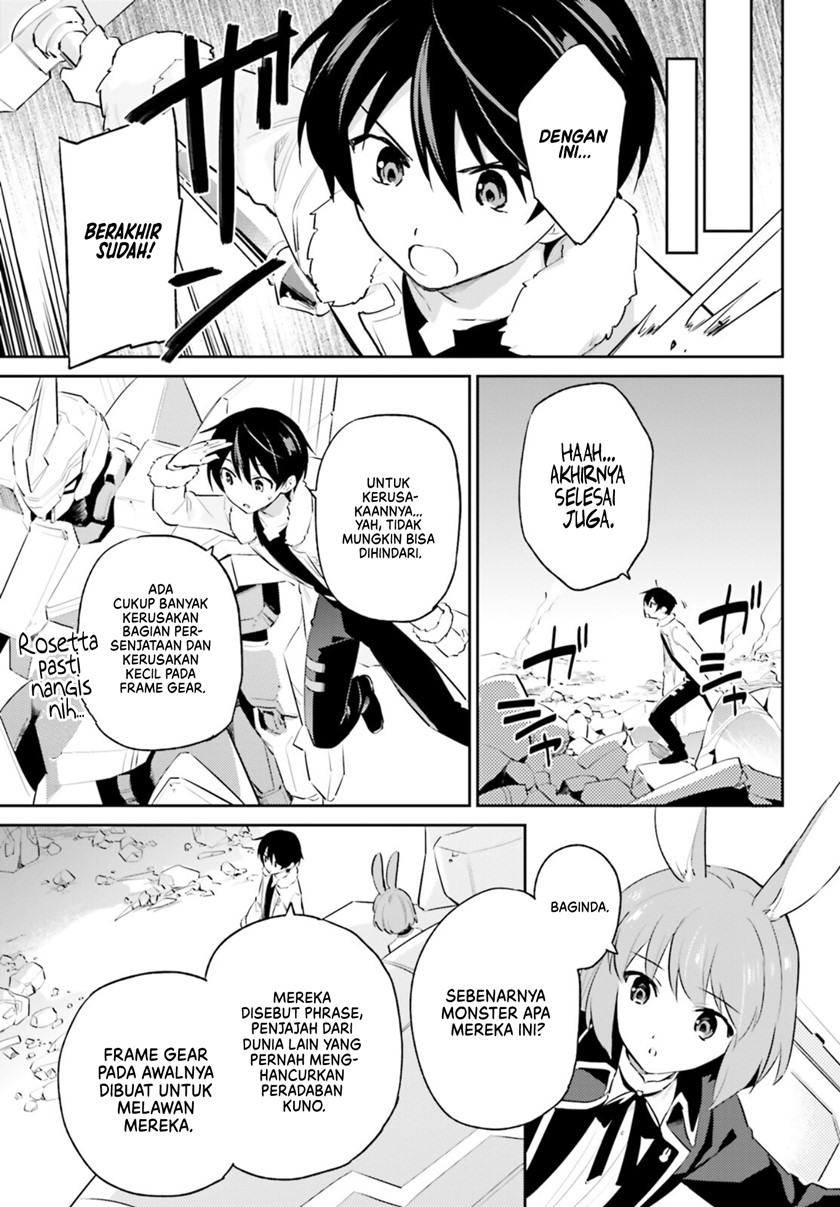 DENGAN
INI...
BERAKHIR
SUDAH!
HAAH...
AKHIRNYA
SELESAI
JUGA.
UNTUK
KERUSA-
KAANNYA...
YAH, TIDAK
MUNGKIN BISA
DIHINDARI.
ADA
CUKUP BANYAK
KERUSAKAN
BAGIAN PER-
SENJATAAN DAN
KERUSAKAN
KECIL PADA
FRAME GEAR.
Rosetta
pasti
nangis
nih...
BAGINDA.
SEBENARNYA
MONSTER APA
MEREKA INI?
MEREKA
DISEBUT PHRASE,
PENJAJAH DARI
DUNIA LAIN YANG
PERNAH MENG-
HANCURKAN
PERADABAN
KUNO.
FRAME GEAR
PADA AWALNYA
DIBUAT UNTUK
MELAWAN
MEREKA.